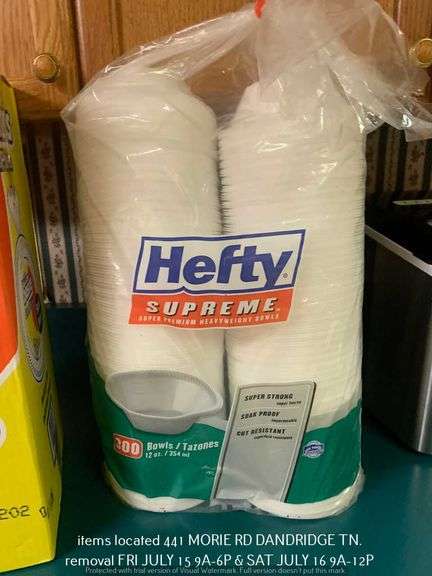 Hefty®
SUPREME
SUPER PREMIUM HEAVYWEIGHT BOWLS
SUPER STRONG
SOAK PROOF
CUT RESISTANT
300 Bowls / Tazones
12 oz. / 354 ml
202
items located 441 MORIE RD DANDRIDGE TN.
removal FRI JULY 15 9A-6P & SAT JULY 16 9A-12P
Protected with trial version of Visual Watermark. Full version doesn't put this mark.